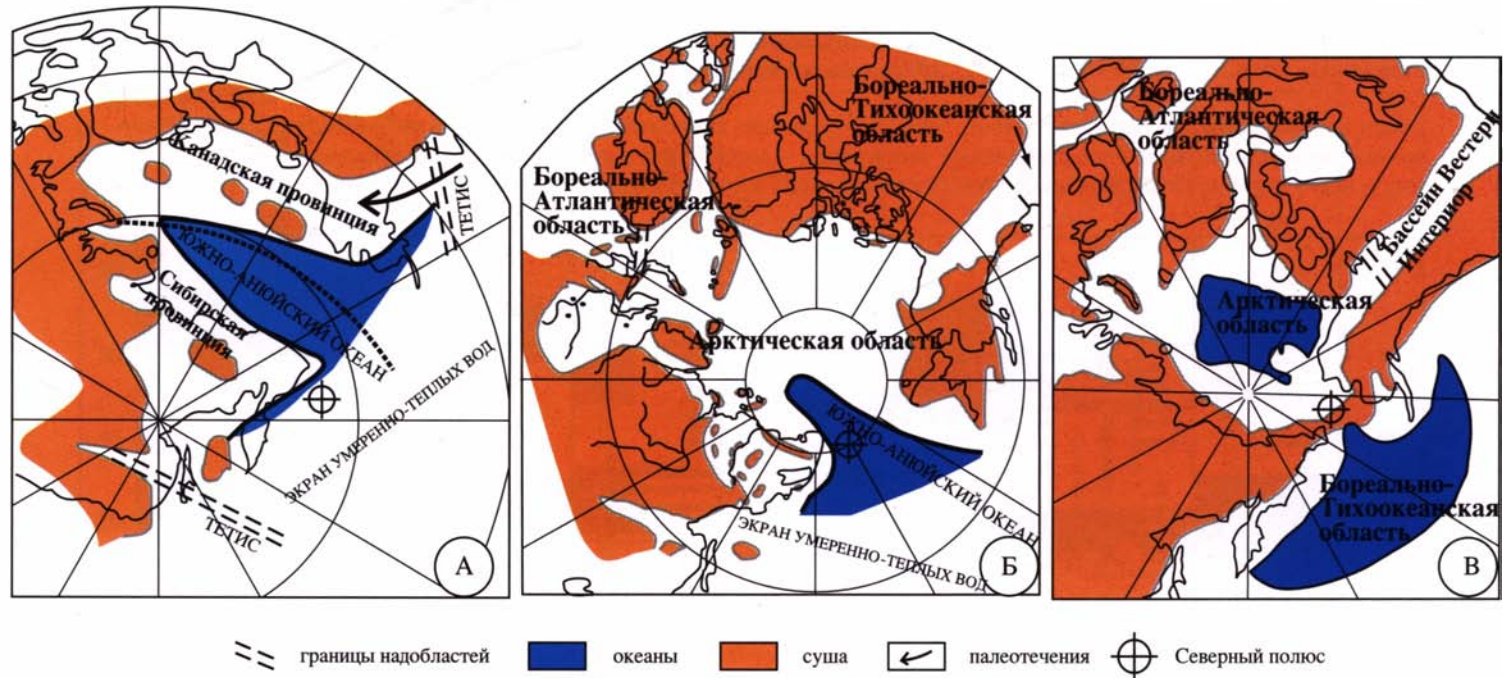 Канадская провинция
ТЕТИС
ЮЖНО-АНЮЙСКИЙ ОКЕАН
Сибирская
провинция
ЭКРАН УМЕРЕННО-ТЕПЛЫХ ВОД
ТЕТИС
А
Бореально-
Тихоокеанская
область
Бореально-
Атлантическая
область
Арктическая область
ЮЖНО-АНЮЙСКИЙ ОКЕАН
ЭКРАН УМЕРЕННО-ТЕПЛЫХ ВОД
Б
Бореально-
Атлантическая
область
Бассейн Вестерн
Интериор
Арктическая
область
Бореально-
Тихоокеанская
область
В
границы надобластей
океаны
суша
палеотечения
Северный полюс